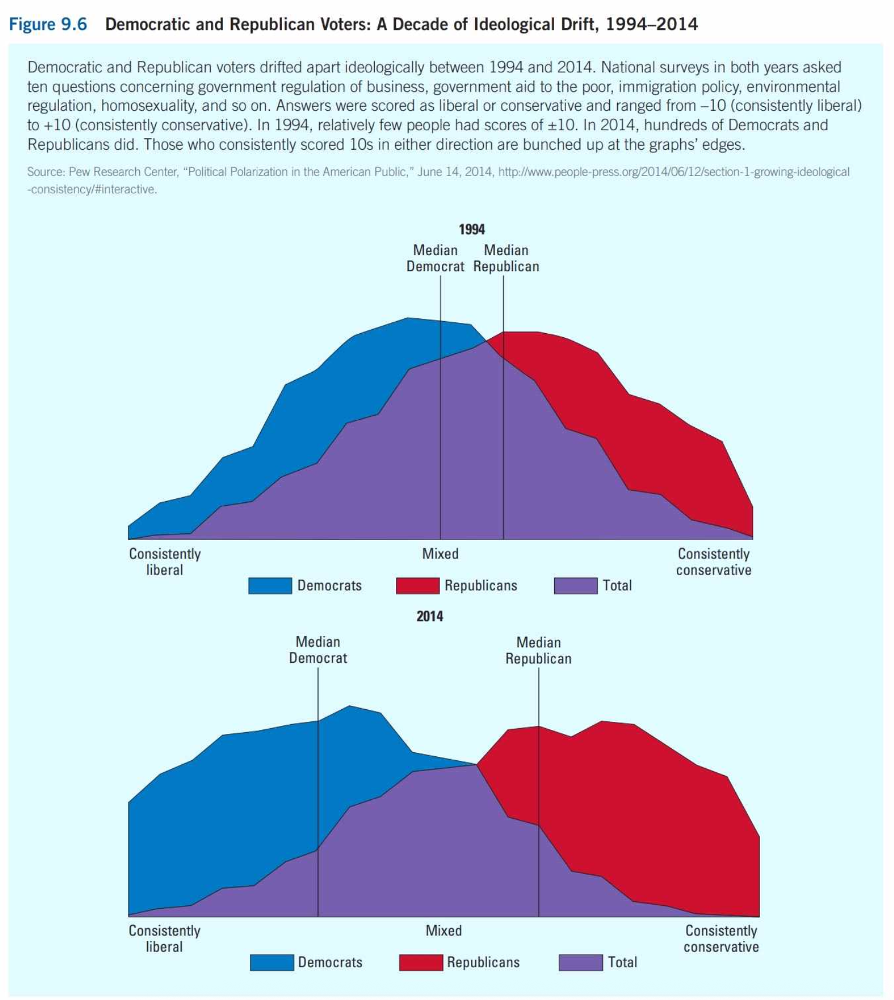 Figure 9.6 Democratic and Republican Voters: A Decade of Ideological Drift, 1994–2014
Democratic and Republican voters drifted apart ideologically between 1994 and 2014. National surveys in both years asked
ten questions concerning government regulation of business, government aid to the poor, immigration policy, environmental
regulation, homosexuality, and so on. Answers were scored as liberal or conservative and ranged from –10 (consistently liberal)
to +10 (consistently conservative). In 1994, relatively few people had scores of ±10. In 2014, hundreds of Democrats and
Republicans did. Those who consistently scored 10s in either direction are bunched up at the graphs’ edges.
Source: Pew Research Center, “Political Polarization in the American Public,” June 14, 2014, http://www.people-press.org/2014/06/12/section-1-growing-ideological
-consistency/#interactive.
1994
Median Median
Democrat Republican
Consistently Mixed Consistently
liberal conservative
Democrats Republicans Total
2014
Median Median
Democrat Republican
Consistently Mixed Consistently
liberal conservative
Democrats Republicans Total